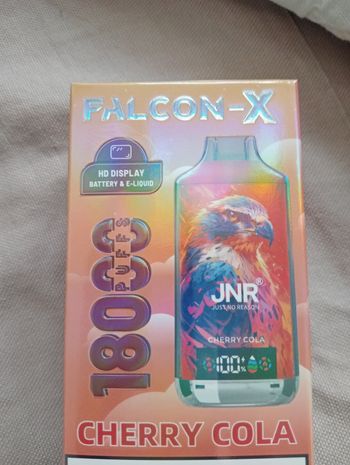 FALCON-X
HD DISPLAY
BATTERY & E-LIQUID
18000
PUFFS
JNR®
JUST NO REASON
CHERRY COLA
100%
CHERRY COLA